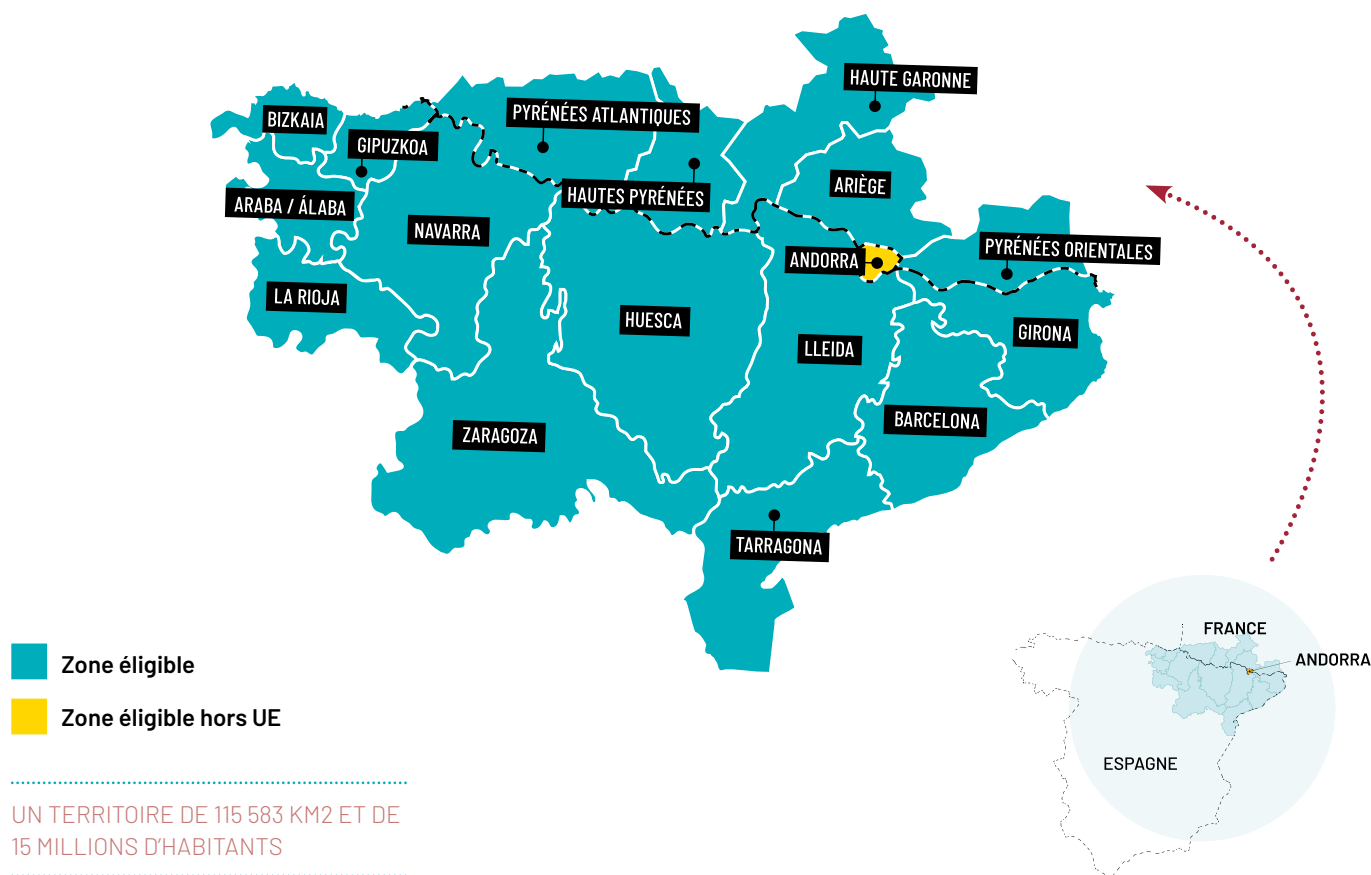 HAUTE GARONNE
PYRÉNÉES ATLANTIQUES
BIZKAIA
GIPUZKOA
ARIÈGE
HAUTES PYRÉNÉES
ARABA / ÁLABA
NAVARRA
PYRÉNÉES ORIENTALES
ANDORRA
LA RIOJA
HUESCA
GIRONA
LLEIDA
BARCELONA
ZARAGOZA
TARRAGONA
FRANCE
ANDORRA
ESPAGNE
Zone éligible
Zone éligible hors UE
UN TERRITOIRE DE 115 583 KM2 ET DE
15 MILLIONS D'HABITANTS